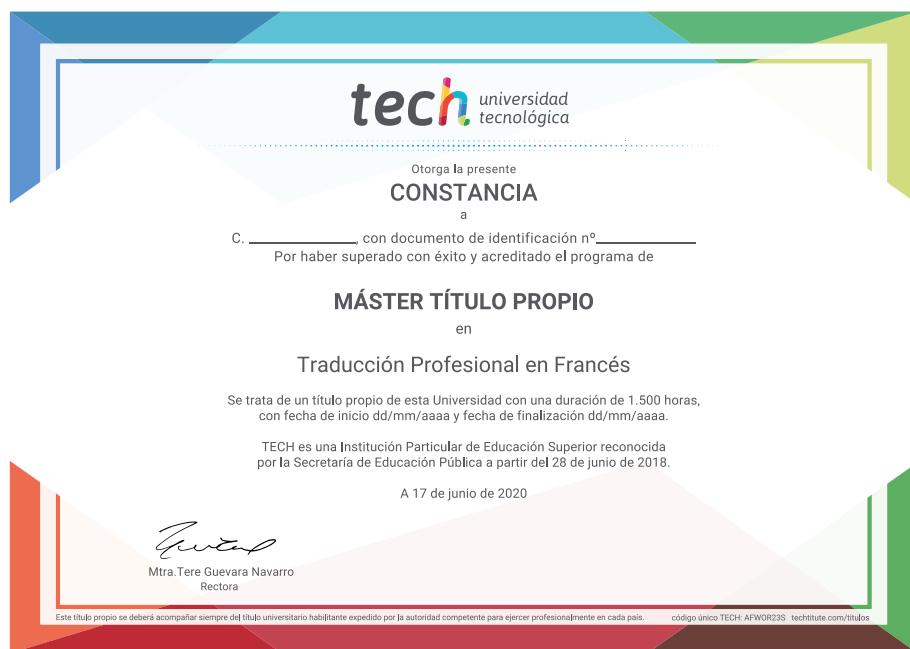 tech universidad
tecnológica
Otorga la presente
CONSTANCIA
a
C. ____________, con documento de identificación nº___________
Por haber superado con éxito y acreditado el programa de
MÁSTER TÍTULO PROPIO
en
Traducción Profesional en Francés
Se trata de un título propio de esta Universidad con una duración de 1.500 horas,
con fecha de inicio dd/mm/aaaa y fecha de finalización dd/mm/aaaa.
TECH es una Institución Particular de Educación Superior reconocida
por la Secretaría de Educación Pública a partir del 28 de junio de 2018.
A 17 de junio de 2020
Mtra.Tere Guevara Navarro
Rectora
Este título propio se deberá acompañar siempre del título universitario habilitante expedido por la autoridad competente para ejercer profesionalmente en cada país. código único TECH: AFWOR23S techtitute.com/titulos